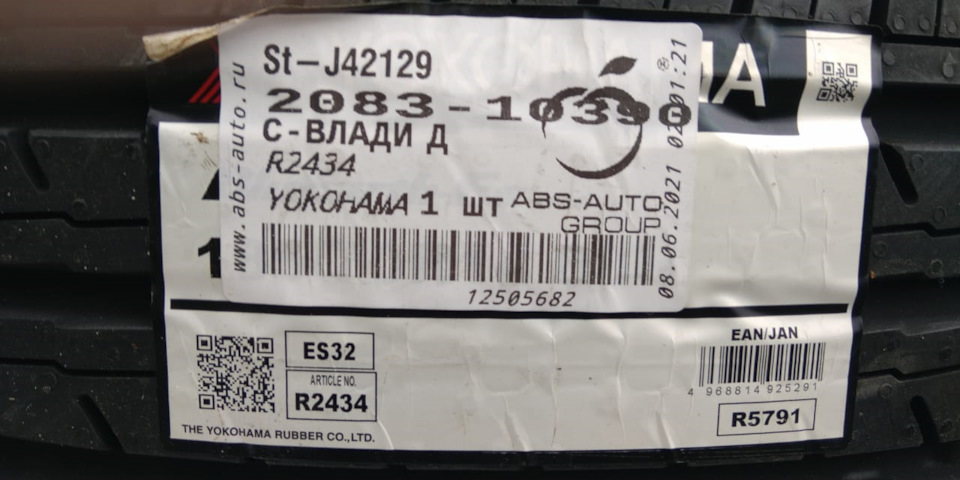 St-J42129
2083-10390
С-ВЛАДИ Д
R2434
YOKOHAMA 1 шт
ABS-AUTO
GROUP
12505682
www.abs-auto.ru
08.06.2021 02:01:21
®
ES32
ARTICLE NO.
R2434
THE YOKOHAMA RUBBER CO.,LTD.
EAN/JAN
4 968814 925291
R5791